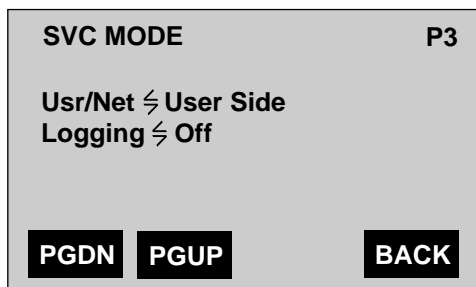 SVC MODE P3
Usr/Net ⇋ User Side
Logging ⇋ Off
PGDN PGUP BACK